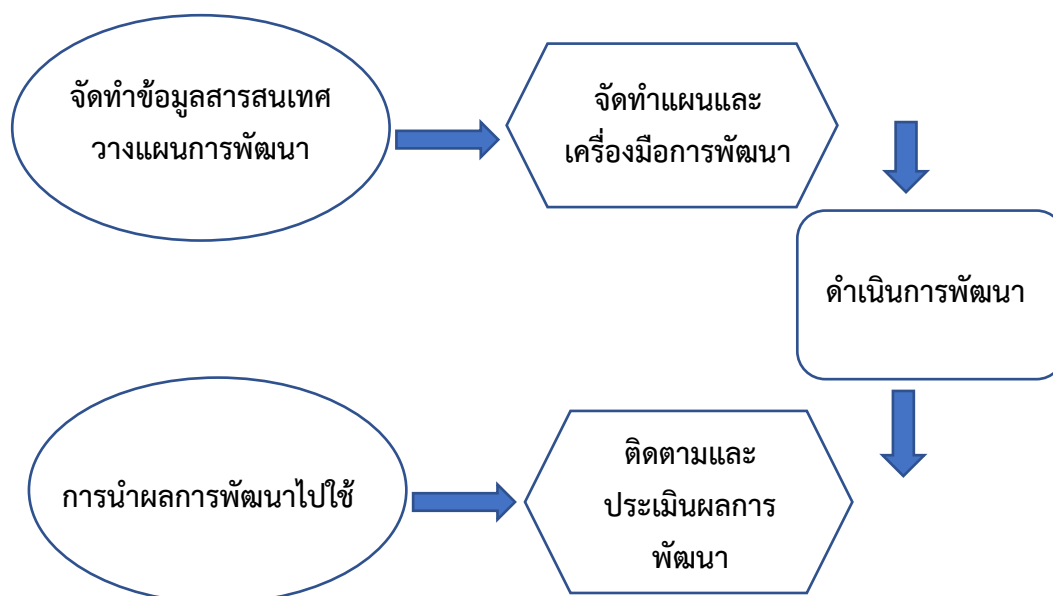 จัดทำข้อมูลสารสนเทศ
วางแผนการพัฒนา
จัดทำแผนและ
เครื่องมือการพัฒนา
ดำเนินการพัฒนา
ติดตามและ
ประเมินผลการ
พัฒนา
การนำผลการพัฒนาไปใช้